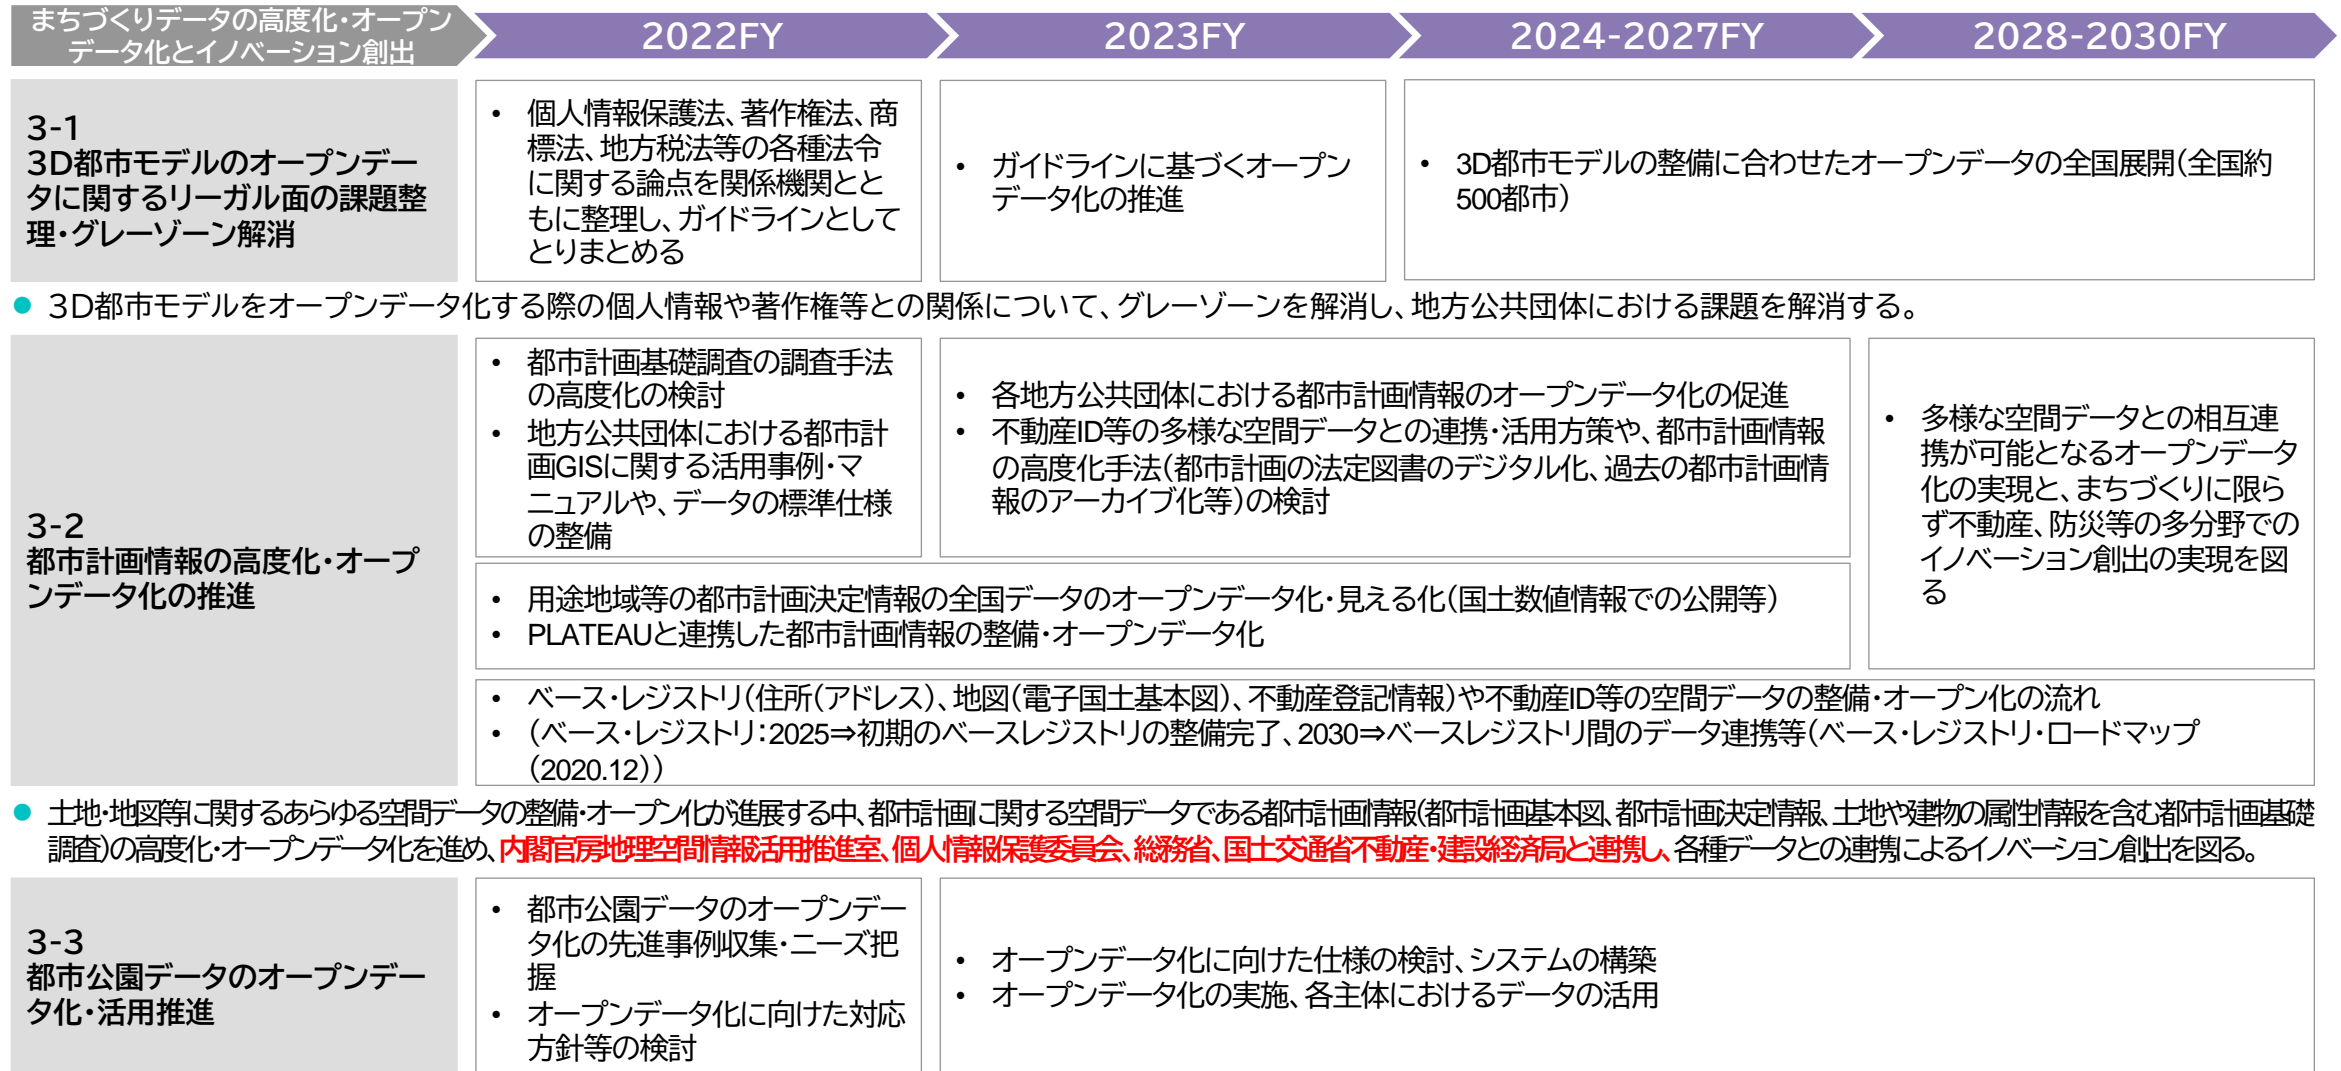 まちづくりデータの高度化・オープン
データ化とイノベーション創出
2022FY
2023FY
2024-2027FY
2028-2030FY
3-1
3D都市モデルのオープンデー
タに関するリーガル面の課題整
理・グレーゾーン解消
• 個人情報保護法、著作権法、商
標法、地方税法等の各種法令
に関する論点を関係機関とと
もに整理し、ガイドラインとして
とりまとめる
• ガイドラインに基づくオープン
データ化の推進
• 3D都市モデルの整備に合わせたオープンデータの全国展開（全国約
500都市）
● 3D都市モデルをオープンデータ化する際の個人情報や著作権等との関係について、グレーゾーンを解消し、地方公共団体における課題を解消する。
3-2
都市計画情報の高度化・オープ
ンデータ化の推進
• 都市計画基礎調査の調査手法
の高度化の検討
• 地方公共団体における都市計
画GISに関する活用事例・マ
ニュアルや、データの標準仕様
の整備
• 各地方公共団体における都市計画情報のオープンデータ化の促進
• 不動産ID等の多様な空間データとの連携・活用方策や、都市計画情報
の高度化手法（都市計画の法定図書のデジタル化、過去の都市計画情
報のアーカイブ化等）の検討
• 多様な空間データとの相互連
携が可能となるオープンデータ
化の実現と、まちづくりに限ら
ず不動産、防災等の多分野での
イノベーション創出の実現を図
る
• 用途地域等の都市計画決定情報の全国データのオープンデータ化・見える化（国土数値情報での公開等）
• PLATEAUと連携した都市計画情報の整備・オープンデータ化
• ベース・レジストリ（住所（アドレス）、地図（電子国土基本図）、不動産登記情報）や不動産ID等の空間データの整備・オープン化の流れ
• （ベース・レジストリ：2025⇒初期のベースレジストリの整備完了、2030⇒ベースレジストリ間のデータ連携等（ベース・レジストリ・ロードマップ
（2020.12））
● 土地・地図等に関するあらゆる空間データの整備・オープン化が進展する中、都市計画に関する空間データである都市計画情報（都市計画基本図、都市計画決定情報、土地や建物の属性情報を含む都市計画基礎
調査）の高度化・オープンデータ化を進め、内閣官房地理空間情報活用推進室、個人情報保護委員会、総務省、国土交通省不動産・建設経済局と連携し、各種データとの連携によるイノベーション創出を図る。
3-3
都市公園データのオープンデー
タ化・活用推進
• 都市公園データのオープンデー
タ化の先進事例収集・ニーズ把
握
• オープンデータ化に向けた対応
方針等の検討
• オープンデータ化に向けた仕様の検討、システムの構築
• オープンデータ化の実施、各主体におけるデータの活用